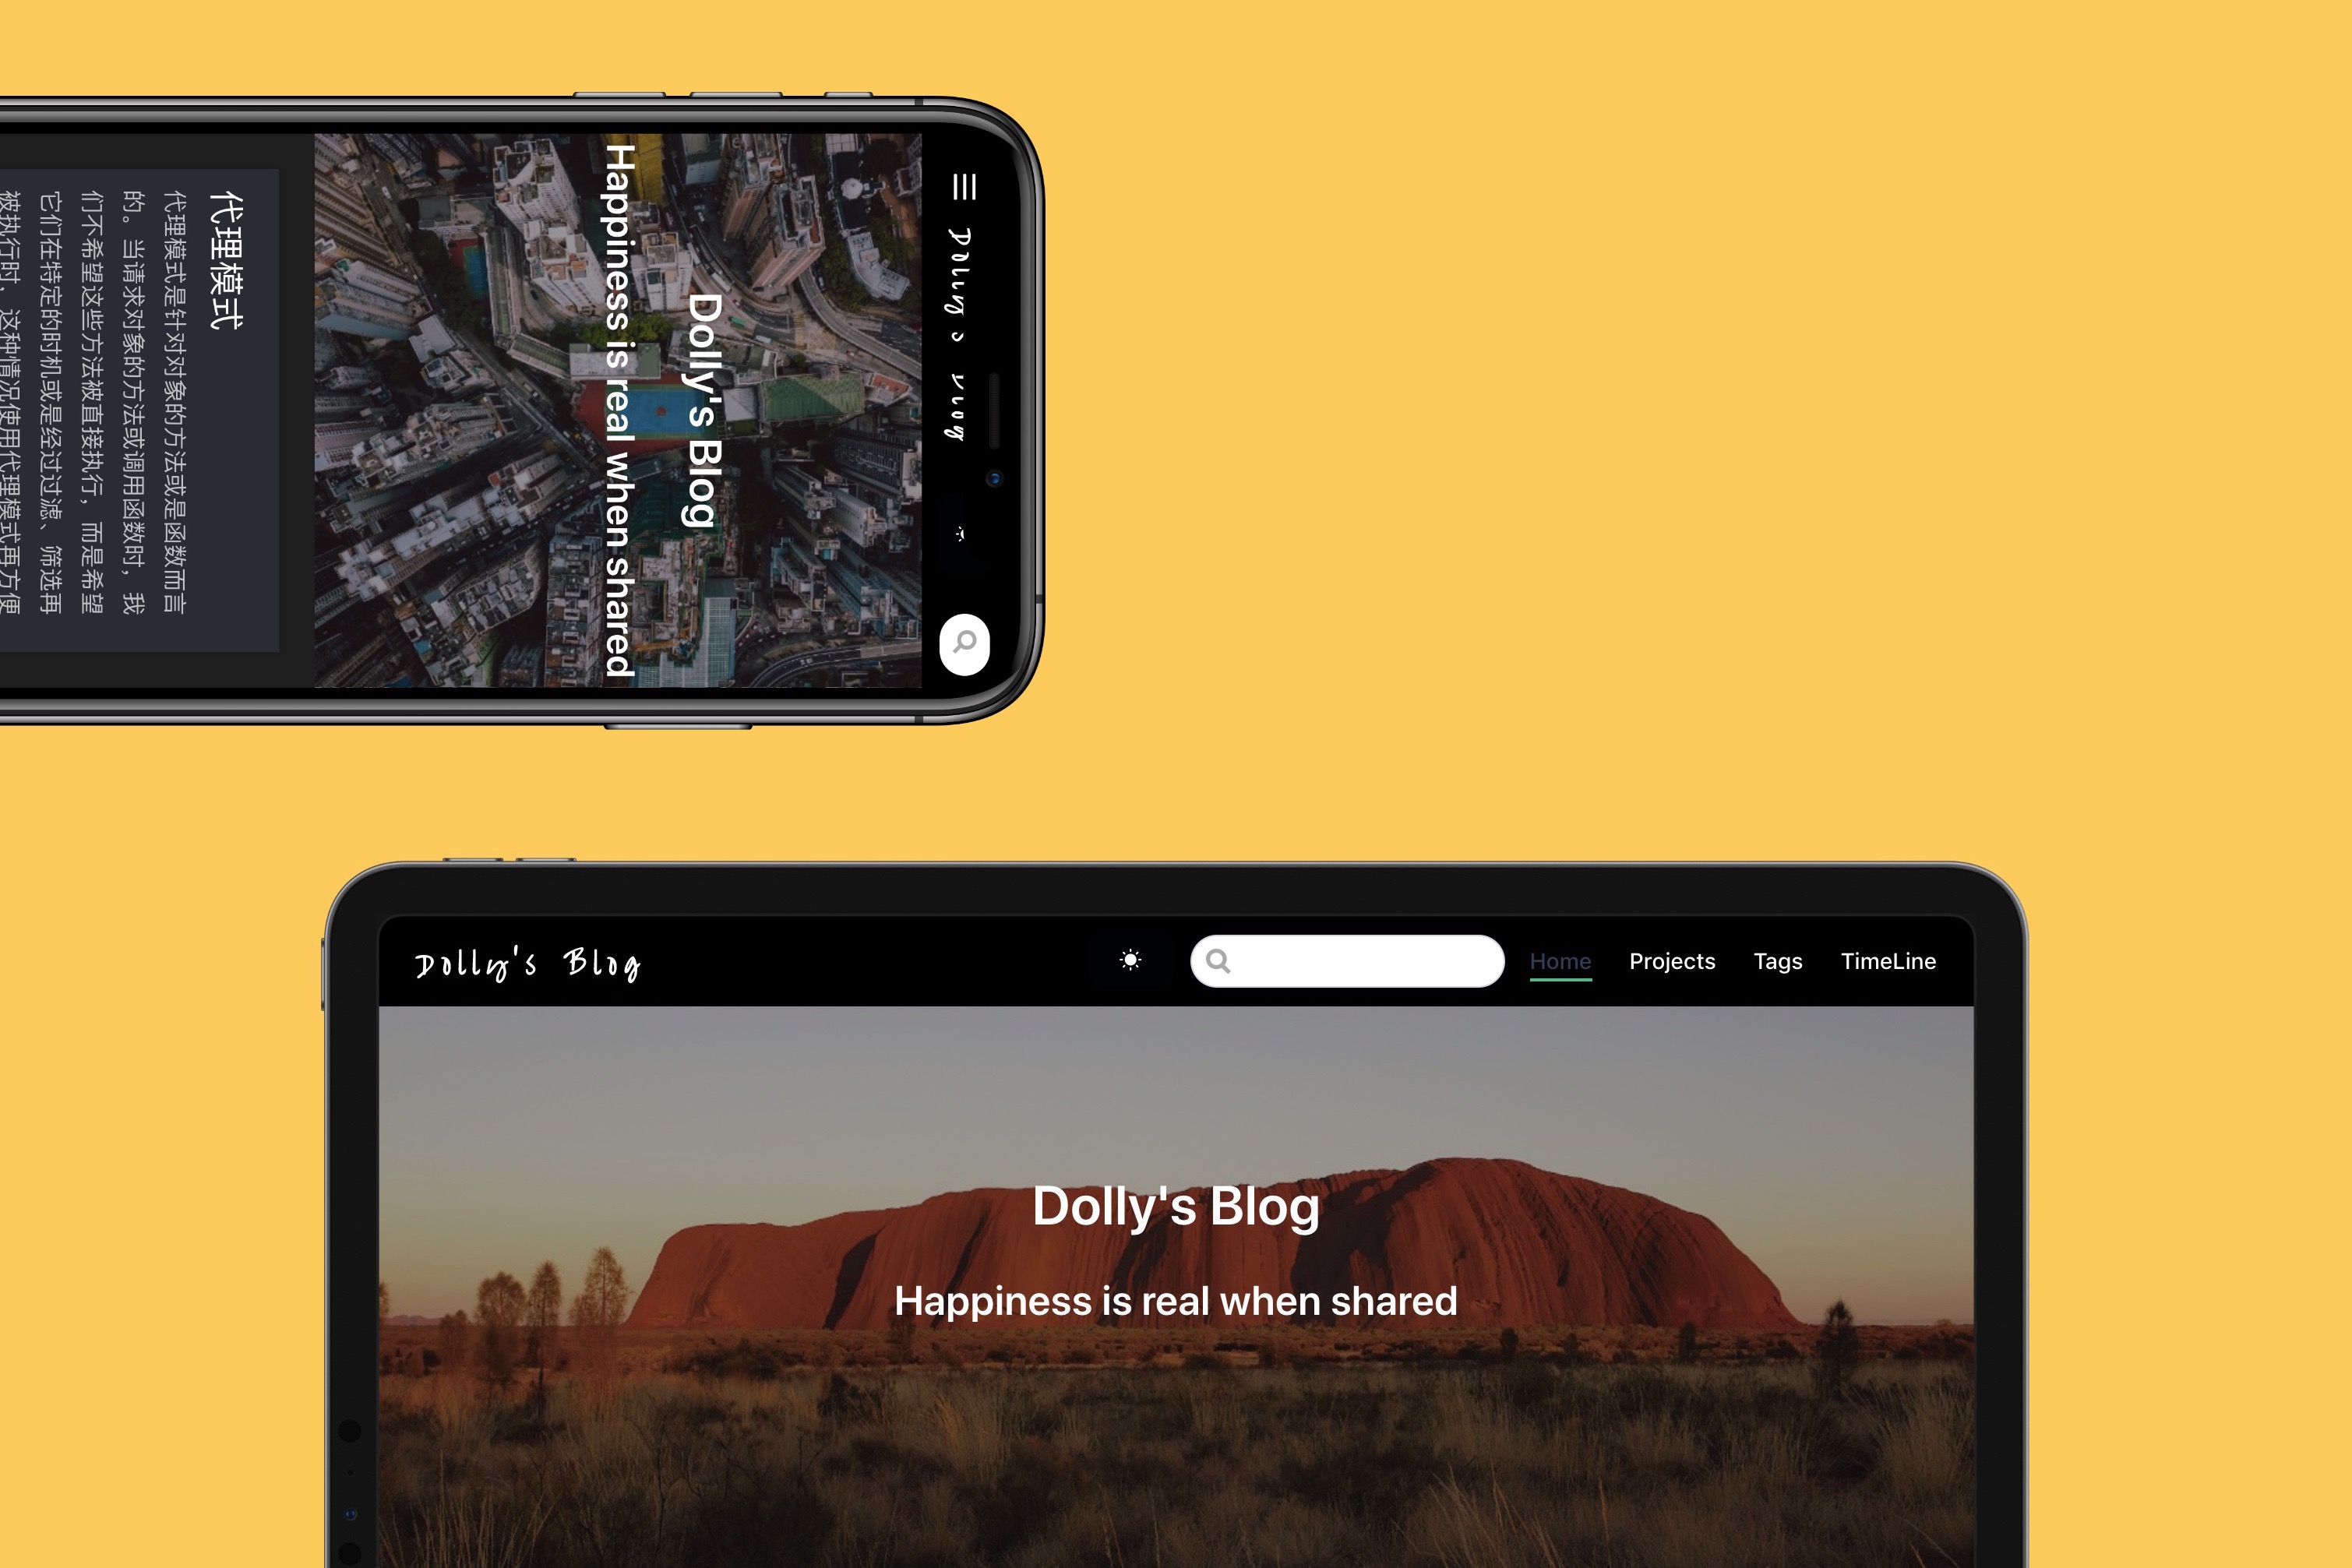 Dolly's Blog
Dolly's Blog
Happiness is real when shared
代理模式
代理模式是针对对象的方法或是函数而言
的。当请求对象的方法或调用函数时，我
们不希望这些方法被直接执行，而是希望
它们在特定的时机或是经过过滤、筛选再
被执行时，这种情况使用代理模式再方便
Dolly's Blog
Home
Projects
Tags
TimeLine
Dolly's Blog
Happiness is real when shared